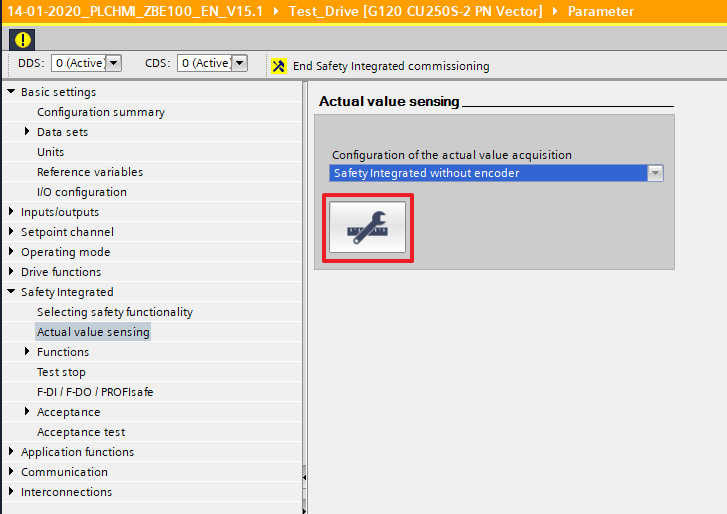 14-01-2020_PLCHMI_ZBE100_EN_V15.1 Test_Drive [G120 CU250S-2 PN Vector] Parameter
DDS: 0 (Active) CDS: 0 (Active) End Safety Integrated commissioning
Basic settings
Configuration summary
Data sets
Units
Reference variables
I/O configuration
Inputs/outputs
Setpoint channel
Operating mode
Drive functions
Safety Integrated
Selecting safety functionality
Actual value sensing
Functions
Test stop
F-DI / F-DO / PROFIsafe
Acceptance
Acceptance test
Application functions
Communication
Interconnections
Actual value sensing
Configuration of the actual value acquisition
Safety Integrated without encoder